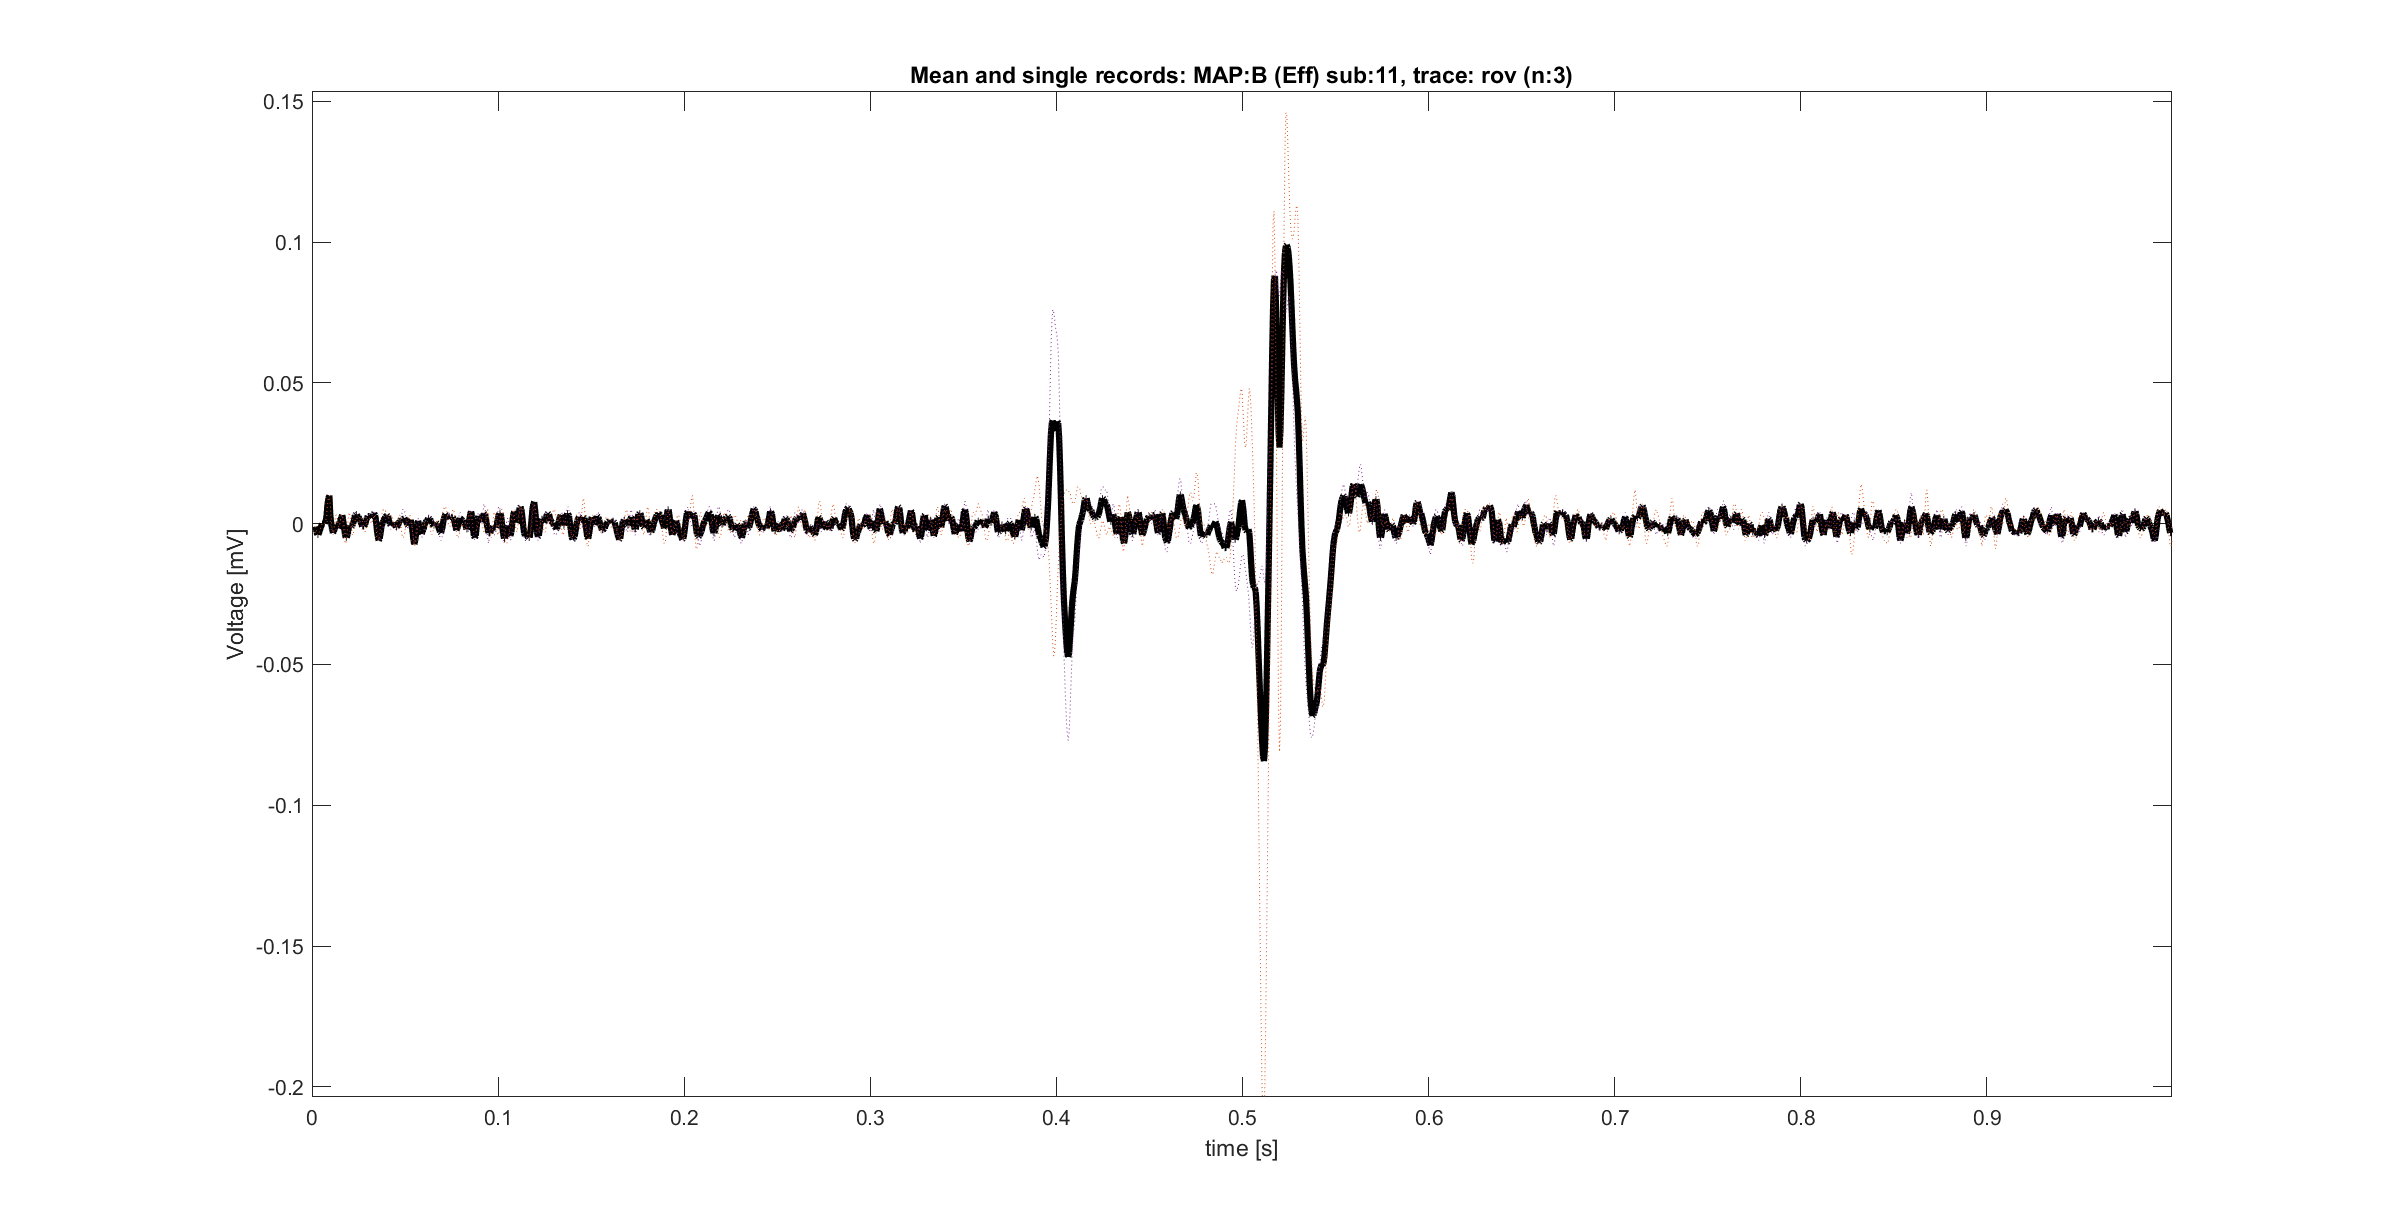 Mean and single records: MAP:B (Eff) sub:11, trace: rov (n:3)
0.15
0.1
0.05
0
-0.05
-0.1
-0.15
-0.2
Voltage [mV]
0 0.1 0.2 0.3 0.4 0.5 0.6 0.7 0.8 0.9
time [s]